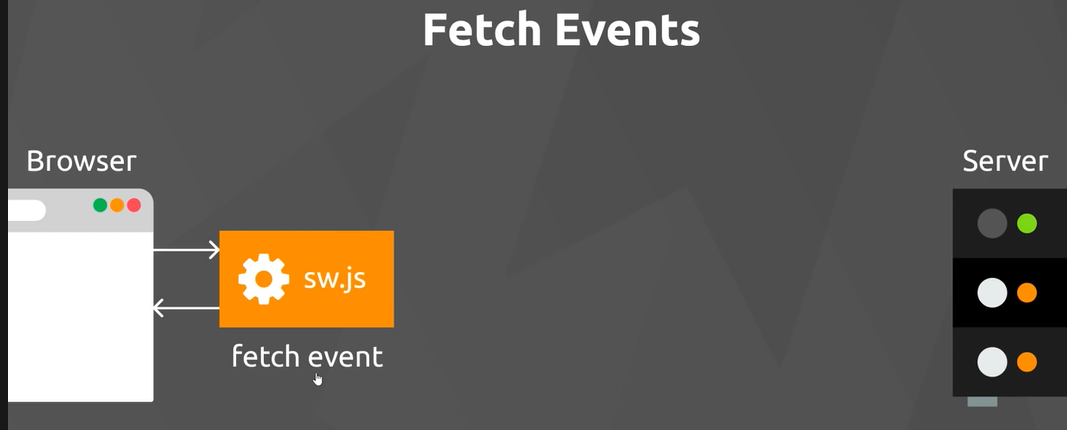 Fetch Events
Browser
Server
sw.js
fetch event